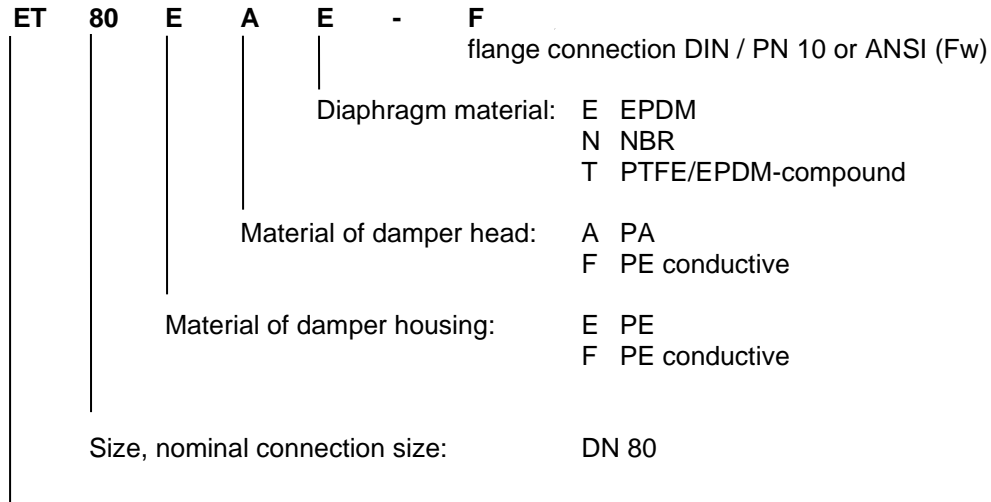 ET 80 E A E - F
flange connection DIN / PN 10 or ANSI (Fw)
Diaphragm material: E EPDM
N NBR
T PTFE/EPDM-compound
Material of damper head: A PA
F PE conductive
Material of damper housing: E PE
F PE conductive
Size, nominal connection size: DN 80